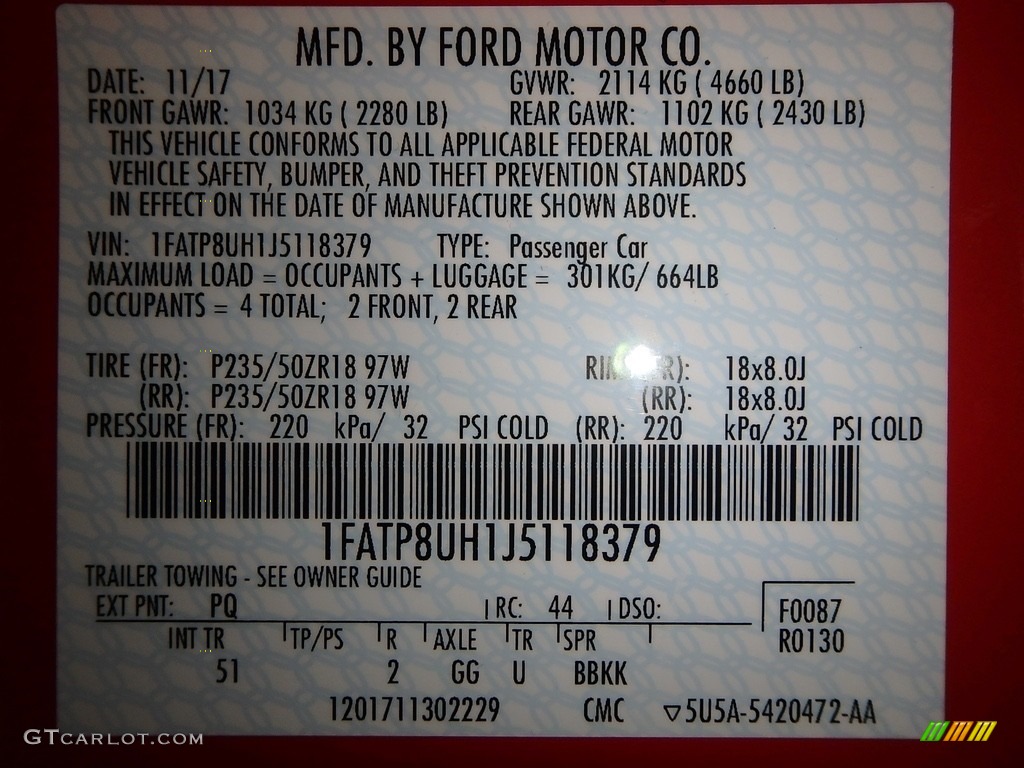 MFD. BY FORD MOTOR CO.
DATE: 11/17 GVWR: 2114 KG ( 4660 LB)
FRONT GAWR: 1034 KG ( 2280 LB) REAR GAWR: 1102 KG ( 2430 LB)
THIS VEHICLE CONFORMS TO ALL APPLICABLE FEDERAL MOTOR
VEHICLE SAFETY, BUMPER, AND THEFT PREVENTION STANDARDS
IN EFFECT ON THE DATE OF MANUFACTURE SHOWN ABOVE.
VIN: 1FATP8UH1J5118379 TYPE: Passenger Car
MAXIMUM LOAD = OCCUPANTS + LUGGAGE = 301KG/ 664LB
OCCUPANTS = 4 TOTAL; 2 FRONT, 2 REAR
TIRE (FR): P235/50ZR18 97W RIM (FR): 18x8.0J
(RR): P235/50ZR18 97W (RR): 18x8.0J
PRESSURE (FR): 220 kPa/ 32 PSI COLD (RR): 220 kPa/ 32 PSI COLD
1FATP8UH1J5118379
TRAILER TOWING - SEE OWNER GUIDE
EXT PNT: PQ RC: 44 DSO: F0087
INT TR TP/PS R AXLE TR SPR R0130
51 2 GG U BBKK
1201711302229 CMC ▽5U5A-5420472-AA
GTCARLOT.COM